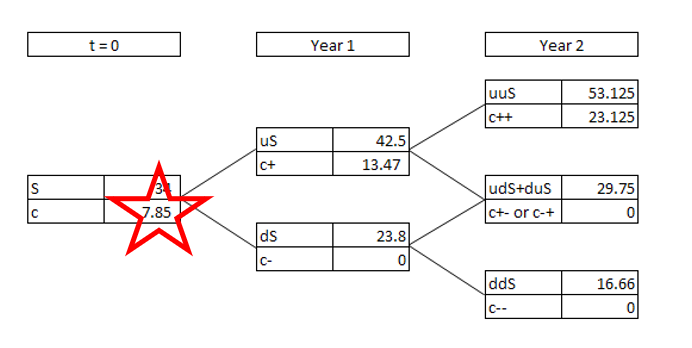 t = 0
Year 1
Year 2
uuS 53.125
c++ 23.125
uS 42.5
c+ 13.47
S 34
c 7.85
udS+duS 29.75
c+- or c-+ 0
dS 23.8
c- 0
ddS 16.66
c-- 0